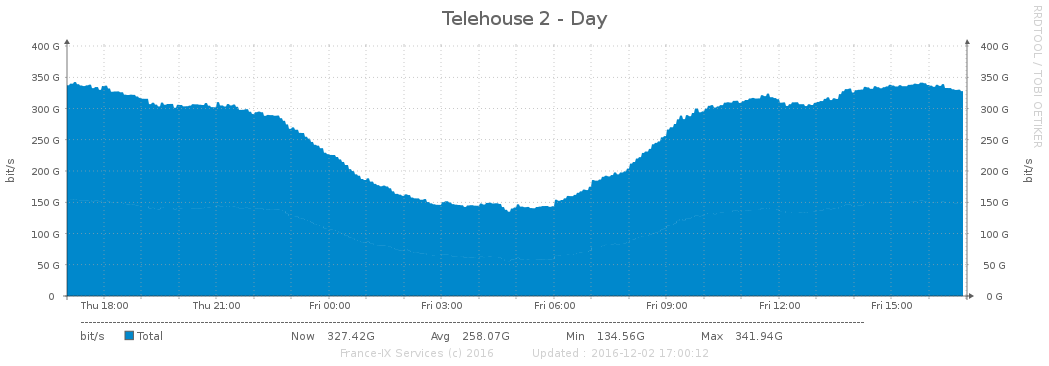 Telehouse 2 - Day
RRDTOOL / TOBI OETIKER
400 G
400 G
350 G
350 G
300 G
300 G
250 G
250 G
200 G
200 G
150 G
150 G
100 G
100 G
50 G
50 G
0
0 G
bit/s
bit/s
Thu 18:00 Thu 21:00 Fri 00:00 Fri 03:00 Fri 06:00 Fri 09:00 Fri 12:00 Fri 15:00
bit/s Total Now 327.42G Avg 258.07G Min 134.56G Max 341.94G
France-IX Services (c) 2016 Updated : 2016-12-02 17:00:12